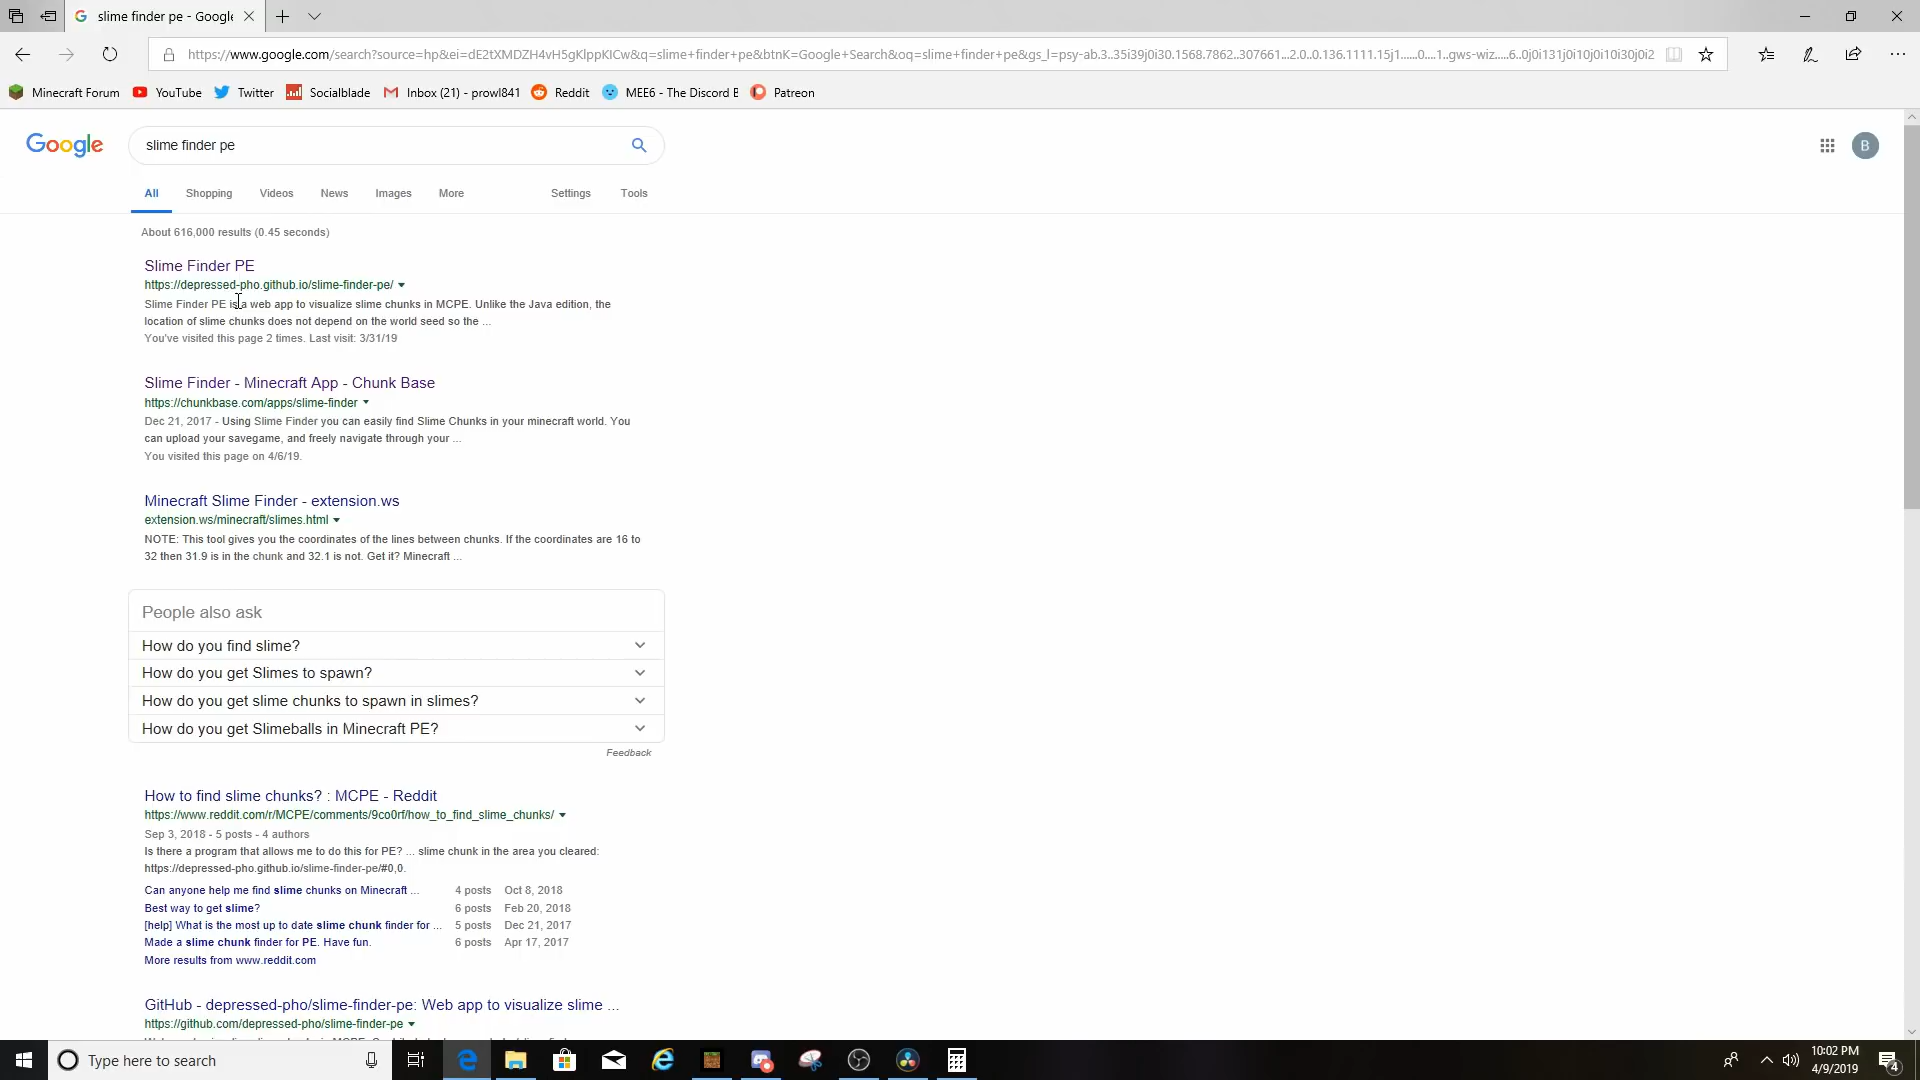 slime finder pe - Google
https://www.google.com/search?source=hp&ei=dE2tXMDZH4vH5gKlppKICw&q=slime+finder+pe&btnK=Google+Search&oq=slime+finder+pe&gs_l=psy-ab.3..35i39j0i30.1568.7862..307661...2.0..0.136.1111.15j1......0....1..gws-wiz.....6..0j0i131j0i10j0i10i30j0i2
Minecraft Forum YouTube Twitter Socialblade Inbox (21) - prowl841 Reddit MEE6 - The Discord B Patreon
Google slime finder pe B
All Shopping Videos News Images More Settings Tools
About 616,000 results (0.45 seconds)
Slime Finder PE
https://depressed-pho.github.io/slime-finder-pe/
Slime Finder PE is a web app to visualize slime chunks in MCPE. Unlike the Java edition, the
location of slime chunks does not depend on the world seed so the ...
You've visited this page 2 times. Last visit: 3/31/19
Slime Finder - Minecraft App - Chunk Base
https://chunkbase.com/apps/slime-finder
Dec 21, 2017 - Using Slime Finder you can easily find Slime Chunks in your minecraft world. You
can upload your savegame, and freely navigate through your ...
You visited this page on 4/6/19.
Minecraft Slime Finder - extension.ws
extension.ws/minecraft/slimes.html
NOTE: This tool gives you the coordinates of the lines between chunks. If the coordinates are 16 to
32 then 31.9 is in the chunk and 32.1 is not. Get it? Minecraft ...
People also ask
How do you find slime?
How do you get Slimes to spawn?
How do you get slime chunks to spawn in slimes?
How do you get Slimeballs in Minecraft PE?
Feedback
How to find slime chunks? : MCPE - Reddit
https://www.reddit.com/r/MCPE/comments/9co0rf/how_to_find_slime_chunks/
Sep 3, 2018 - 5 posts - 4 authors
Is there a program that allows me to do this for PE? ... slime chunk in the area you cleared:
https://depressed-pho.github.io/slime-finder-pe/#0,0.
Can anyone help me find slime chunks on Minecraft ... 4 posts Oct 8, 2018
Best way to get slime? 6 posts Feb 20, 2018
[help] What is the most up to date slime chunk finder for ... 5 posts Dec 21, 2017
Made a slime chunk finder for PE. Have fun. 6 posts Apr 17, 2017
More results from www.reddit.com
GitHub - depressed-pho/slime-finder-pe: Web app to visualize slime ...
https://github.com/depressed-pho/slime-finder-pe
Type here to search
10:02 PM
4/9/2019
4